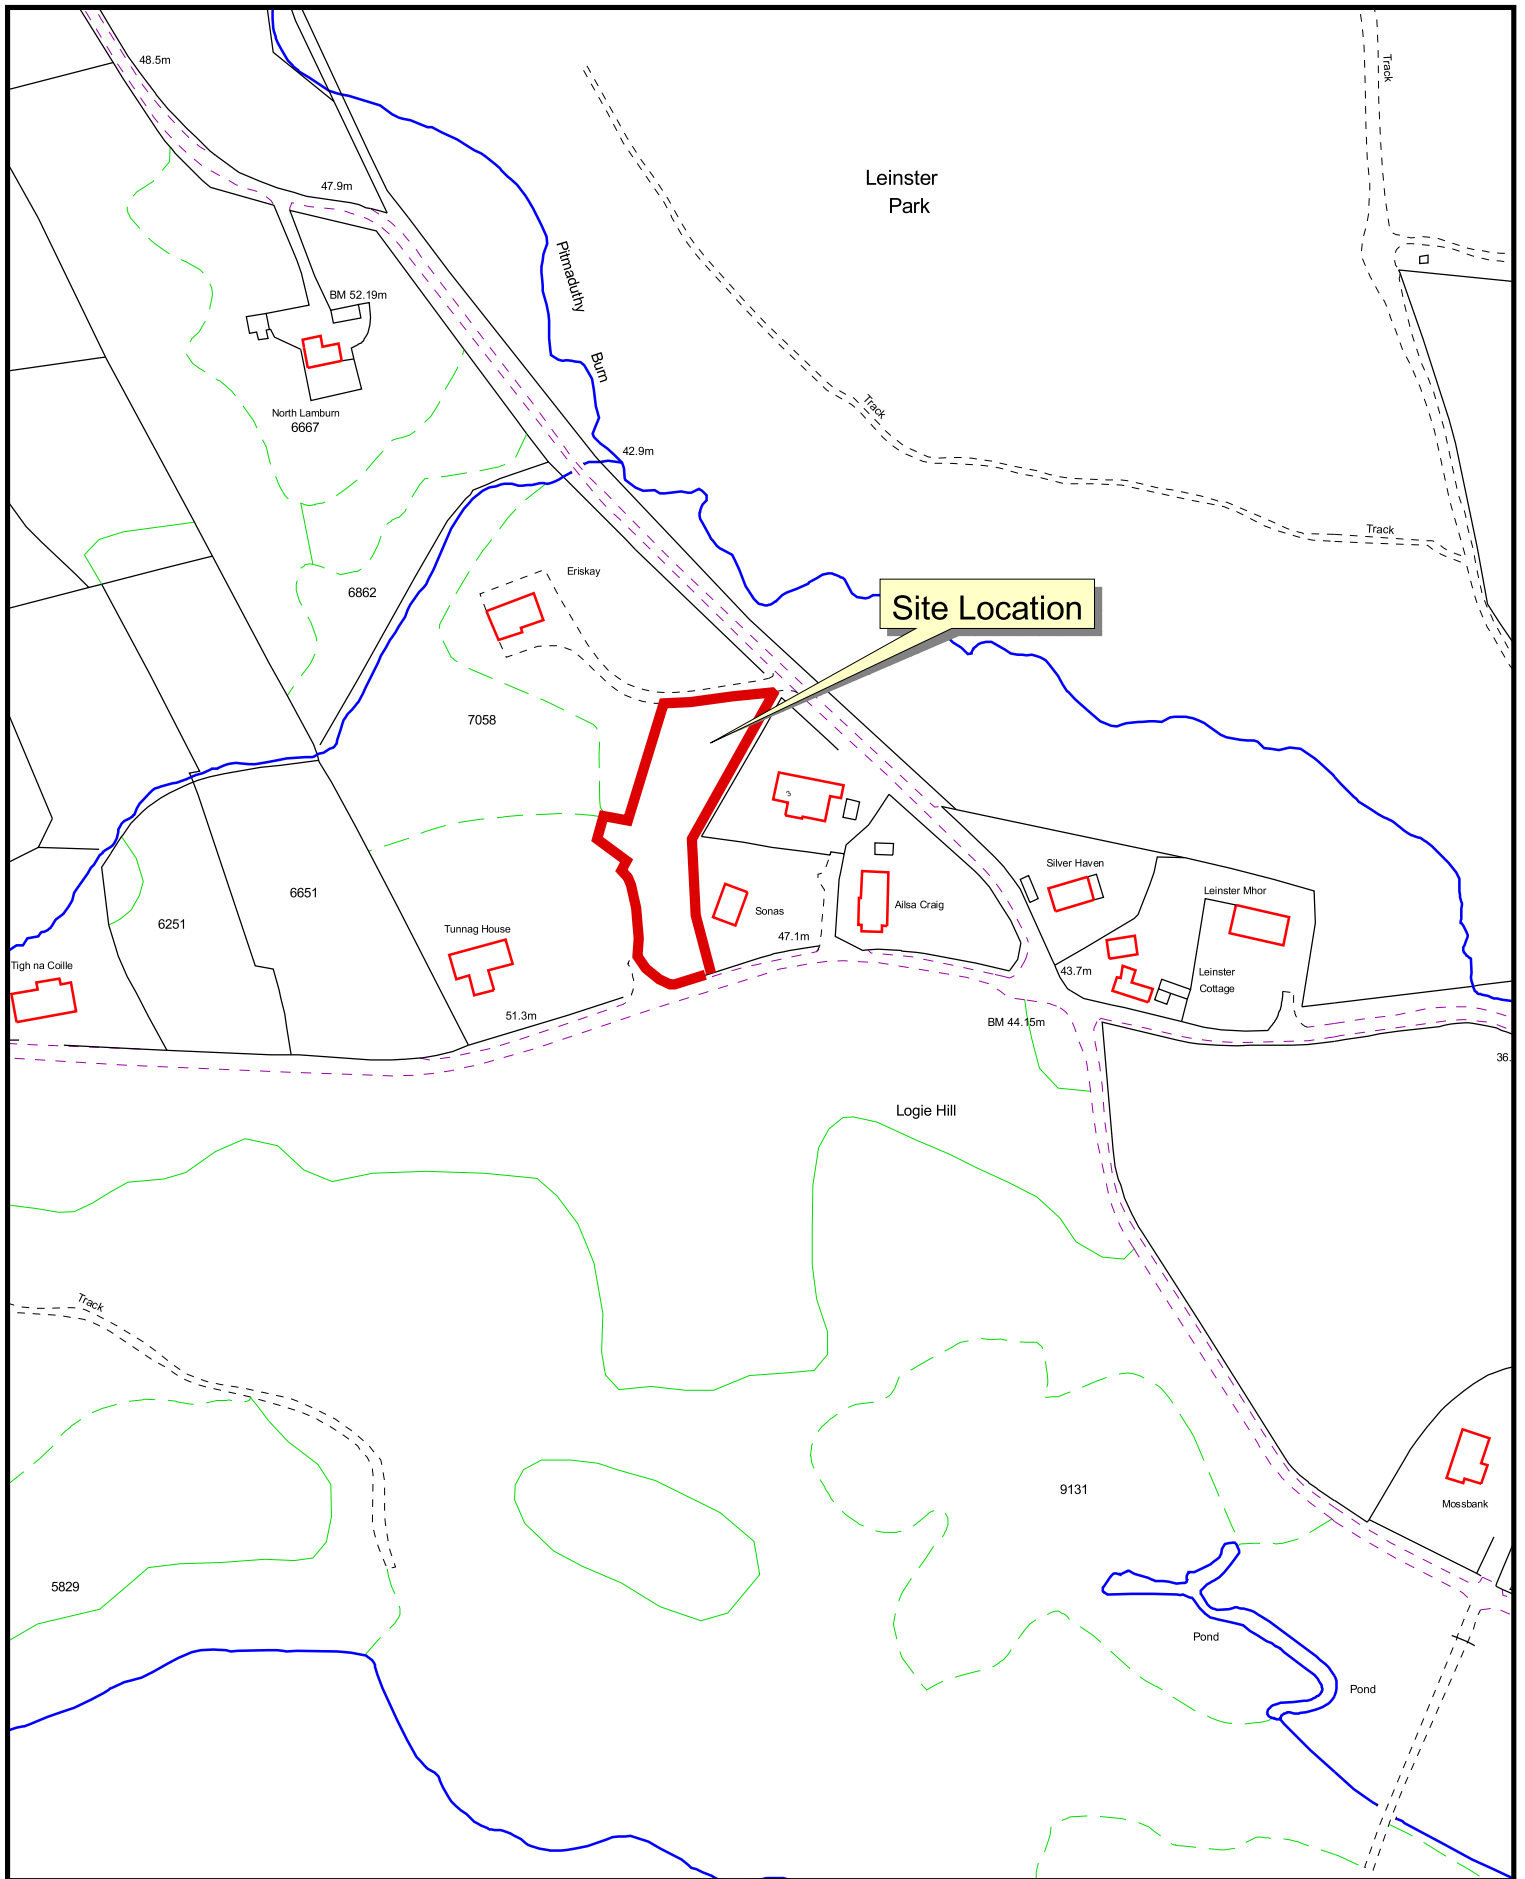 48.5m
Track
Leinster
Park
47.9m
Pitmaduthy
BM 52.19m
Burn
Track
North Lamburn
6667
42.9m
Track
Eriskay
6862
Site Location
7058
3
Silver Haven
Leinster Mhor
6651
Ailsa Craig
Sonas
6251
Tunnag House
47.1m
Tigh na Coille
43.7m
Leinster
Cottage
51.3m
BM 44.15m
36.
Logie Hill
Track
9131
Mossbank
5829
Pond
Pond